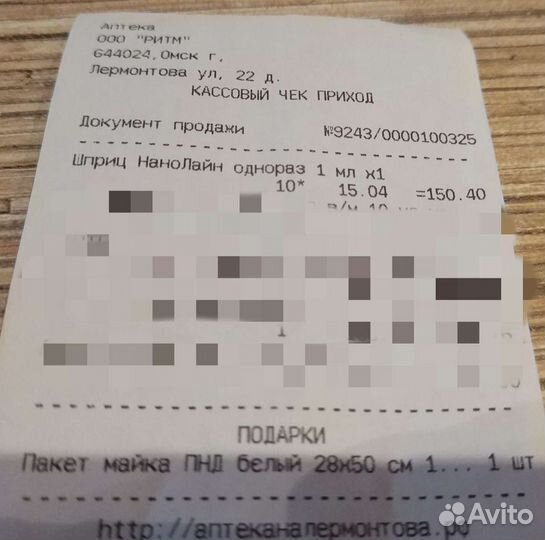 Аптека
ООО "РИТМ"
644024,Омск г,
Лермонтова ул, 22 д.
КАССОВЫЙ ЧЕК ПРИХОД
Документ продажи №9243/0000100325
Шприц НаноЛайн однораз 1 мл х1
10* 15.04 =150.40
ПОДАРКИ
Пакет майка ПНД белый 28х50 см 1... 1 шт
http://аптеканалермонтова.рф
Avito